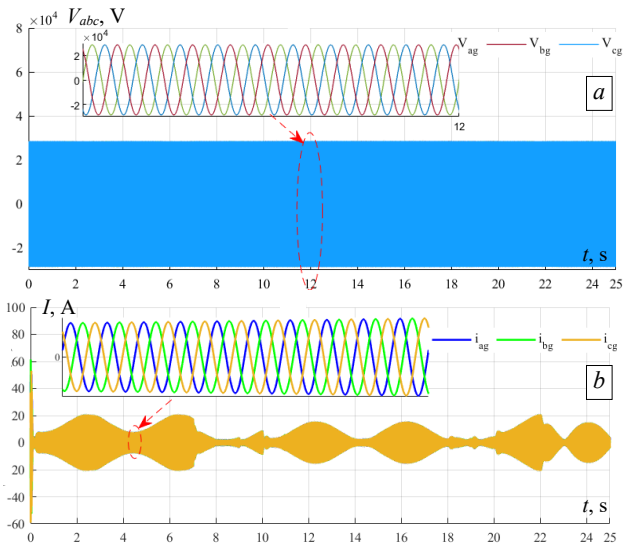 ×10⁴ V_abc, V
8
6
4
2
0
-2
×10⁴
2
0
-2
12
V_ag V_bg V_cg
a
t, s
0 2 4 6 8 10 12 14 16 18 20 22 24 25
I, A
100
80
60
40
20
0
-20
-40
-60
0
i_ag i_bg i_cg
b
t, s
0 2 4 6 8 10 12 14 16 18 20 22 24 25